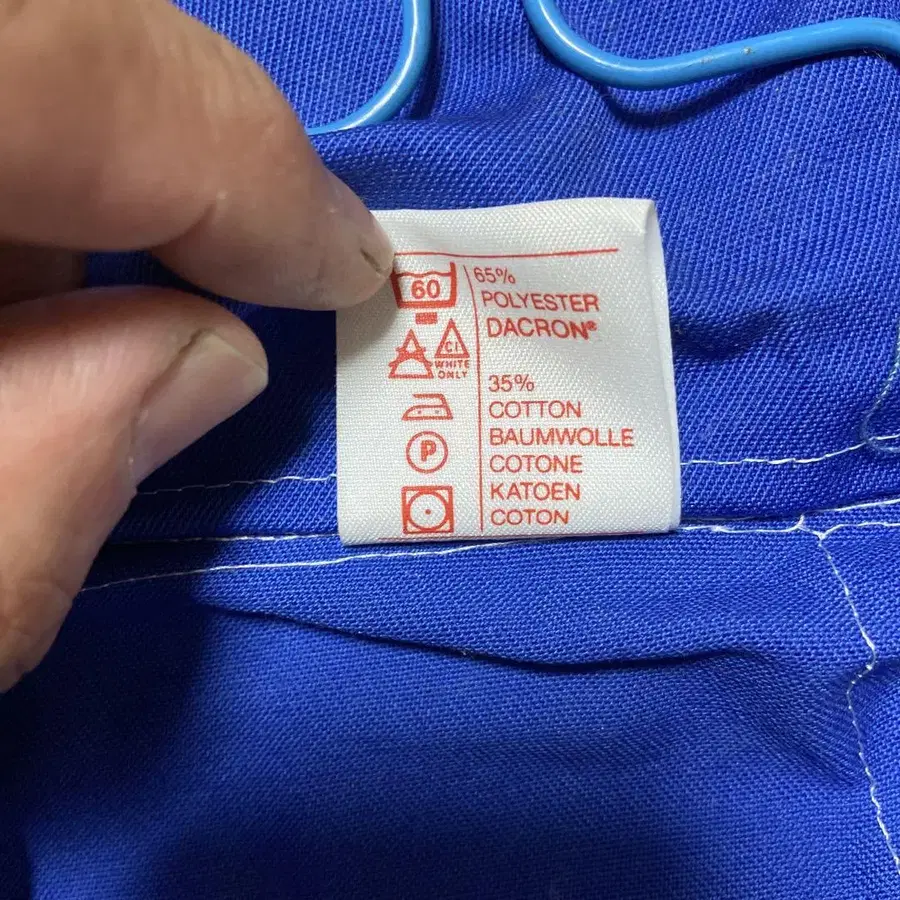 60
65%
POLYESTER
DACRON®
CL
WHITE
ONLY
35%
COTTON
BAUMWOLLE
COTONE
KATOEN
COTON
P